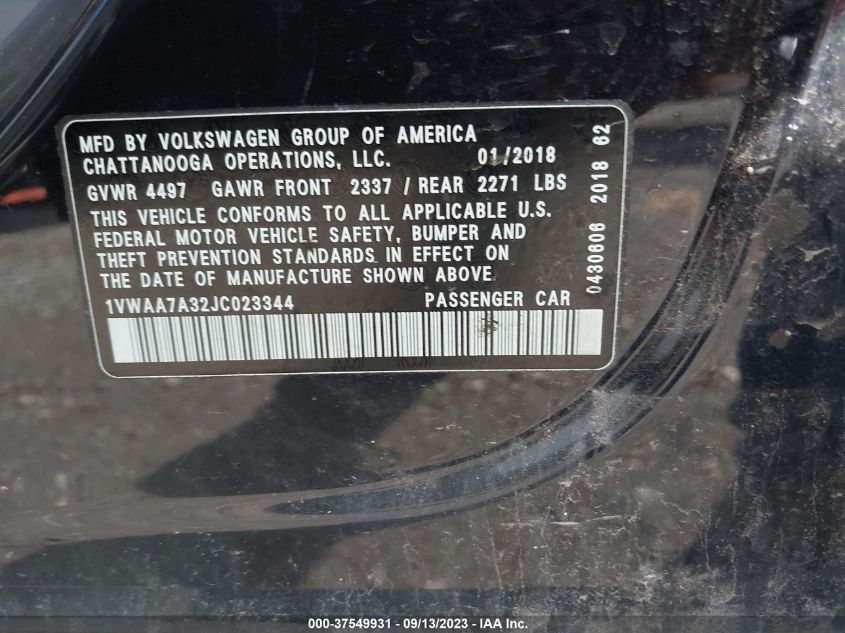 MFD BY VOLKSWAGEN GROUP OF AMERICA
CHATTANOOGA OPERATIONS, LLC. 01/2018
GVWR 4497 GAWR FRONT 2337 / REAR 2271 LBS
THIS VEHICLE CONFORMS TO ALL APPLICABLE U.S.
FEDERAL MOTOR VEHICLE SAFETY, BUMPER AND
THEFT PREVENTION STANDARDS IN EFFECT ON
THE DATE OF MANUFACTURE SHOWN ABOVE.
1VWAA7A32JC023344 PASSENGER CAR
0430606 2018 62
000-37549931 - 09/13/2023 - IAA Inc.